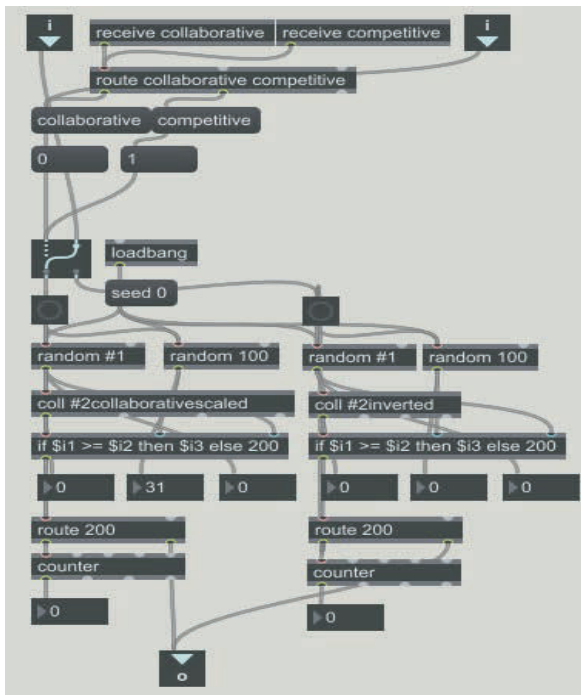 i
receive collaborative receive competitive
i
route collaborative competitive
collaborative competitive
0 1
loadbang
seed 0
random #1 random 100 random #1 random 100
coll #2collaborativescaled coll #2inverted
if $i1 >= $i2 then $i3 else 200 if $i1 >= $i2 then $i3 else 200
0 31 0 0 0 0
route 200 route 200
counter counter
0 0
o